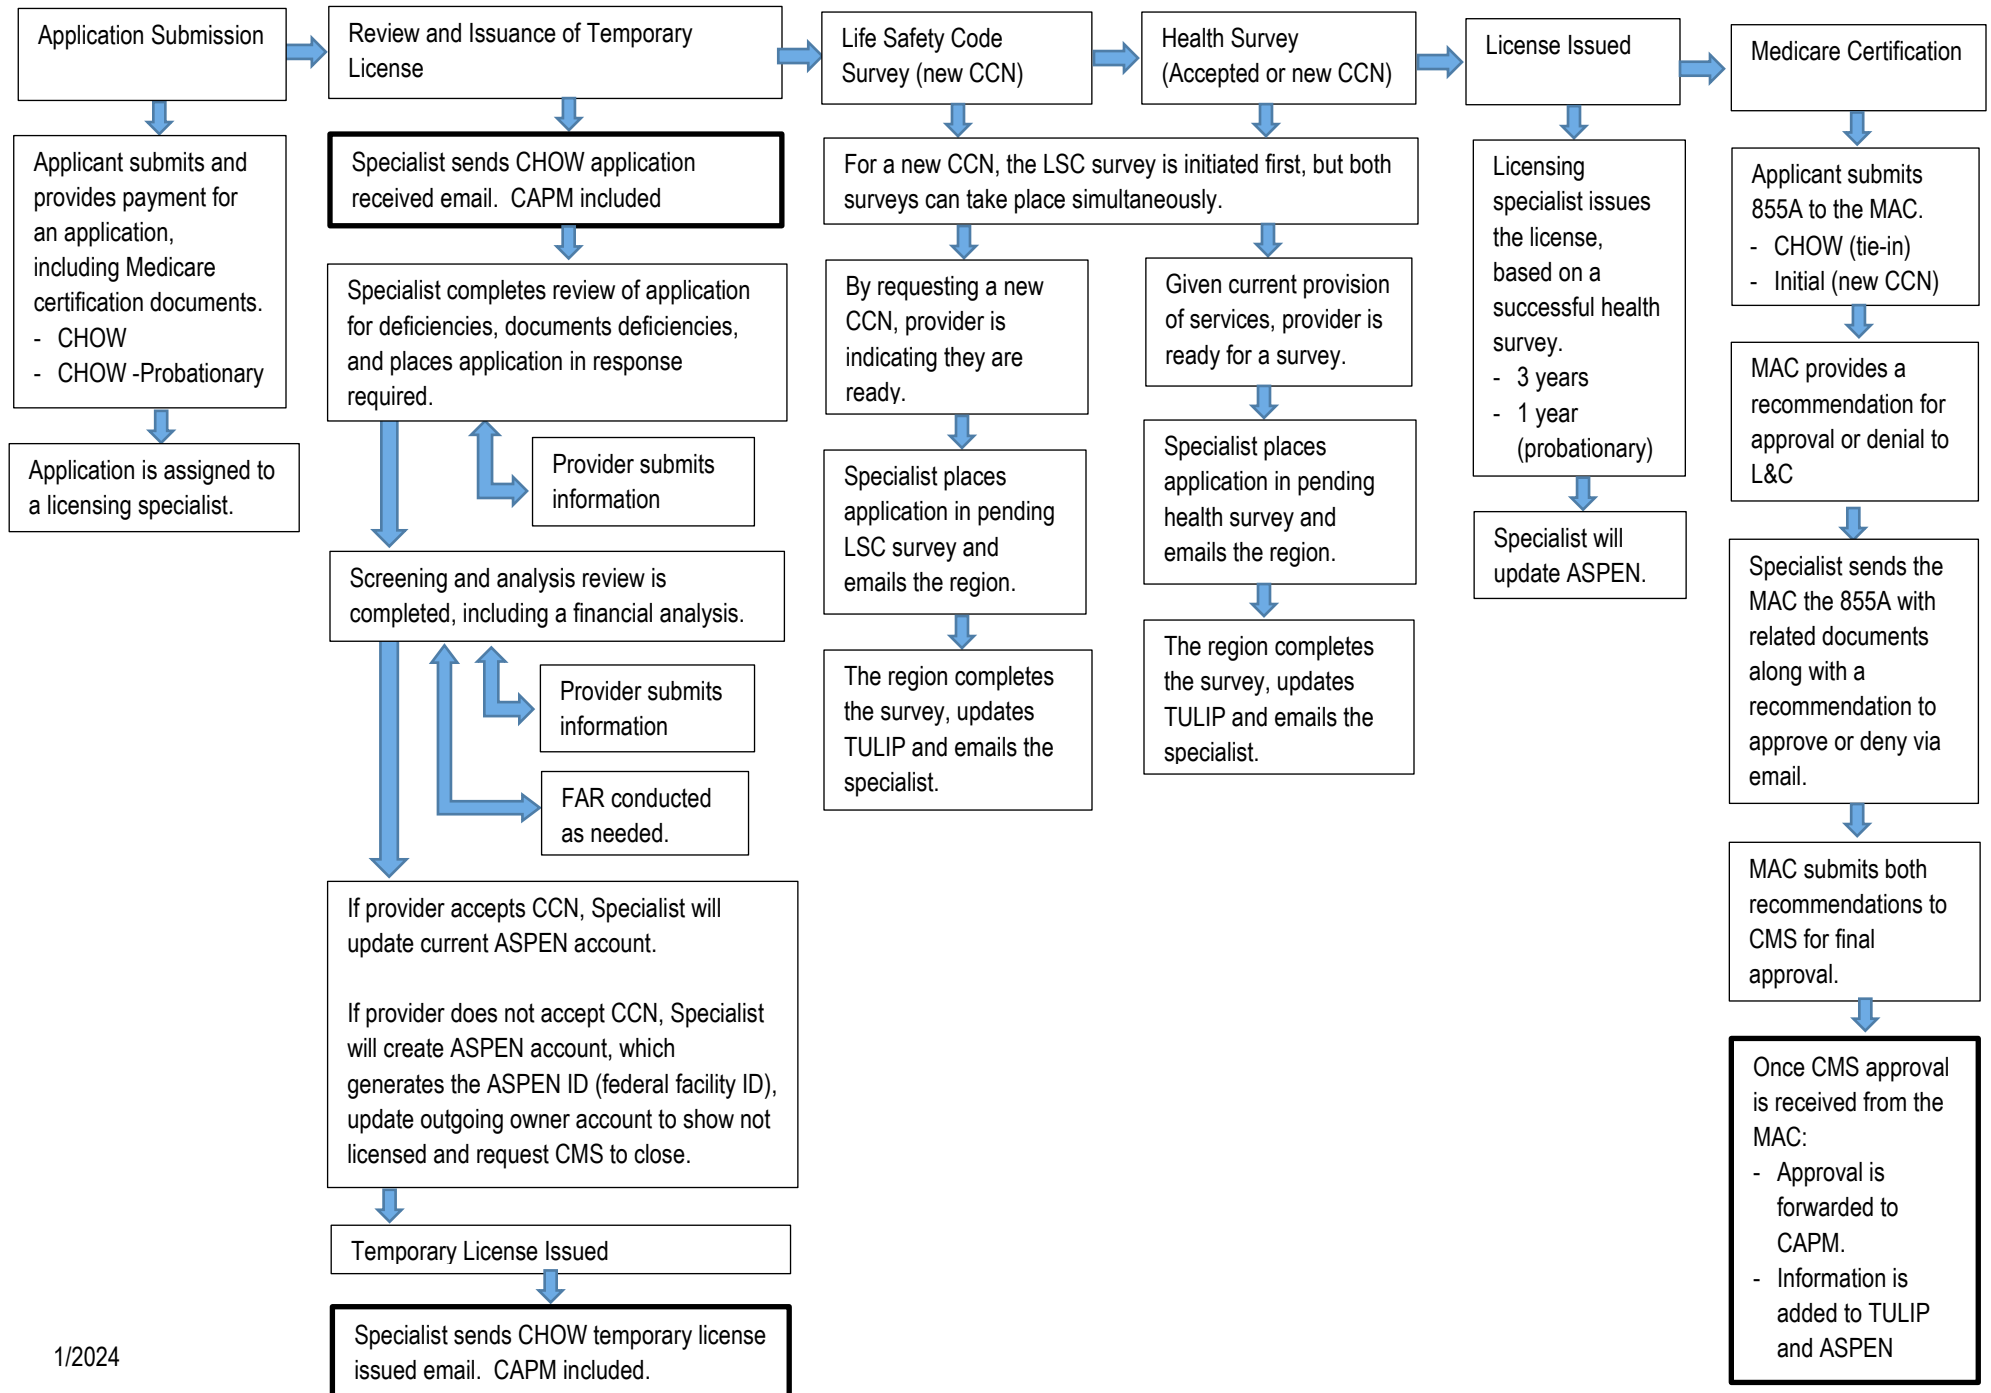 Application Submission
Applicant submits and
provides payment for
an application,
including Medicare
certification documents.
- CHOW
- CHOW -Probationary
Application is assigned to
a licensing specialist.
Review and Issuance of Temporary
License
Specialist sends CHOW application
received email. CAPM included
Specialist completes review of application
for deficiencies, documents deficiencies,
and places application in response
required.
Provider submits
information
Screening and analysis review is
completed, including a financial analysis.
Provider submits
information
FAR conducted
as needed.
If provider accepts CCN, Specialist will
update current ASPEN account.
If provider does not accept CCN, Specialist
will create ASPEN account, which
generates the ASPEN ID (federal facility ID),
update outgoing owner account to show not
licensed and request CMS to close.
Temporary License Issued
Specialist sends CHOW temporary license
issued email. CAPM included.
Life Safety Code
Survey (new CCN)
Health Survey
(Accepted or new CCN)
For a new CCN, the LSC survey is initiated first, but both
surveys can take place simultaneously.
By requesting a new
CCN, provider is
indicating they are
ready.
Specialist places
application in pending
LSC survey and
emails the region.
The region completes
the survey, updates
TULIP and emails the
specialist.
Given current provision
of services, provider is
ready for a survey.
Specialist places
application in pending
health survey and
emails the region.
The region completes
the survey, updates
TULIP and emails the
specialist.
License Issued
Licensing
specialist issues
the license,
based on a
successful health
survey.
- 3 years
- 1 year
(probationary)
Specialist will
update ASPEN.
Medicare Certification
Applicant submits
855A to the MAC.
- CHOW (tie-in)
- Initial (new CCN)
MAC provides a
recommendation for
approval or denial to
L&C
Specialist sends the
MAC the 855A with
related documents
along with a
recommendation to
approve or deny via
email.
MAC submits both
recommendations to
CMS for final
approval.
Once CMS approval
is received from the
MAC:
- Approval is
forwarded to
CAPM.
- Information is
added to TULIP
and ASPEN
1/2024